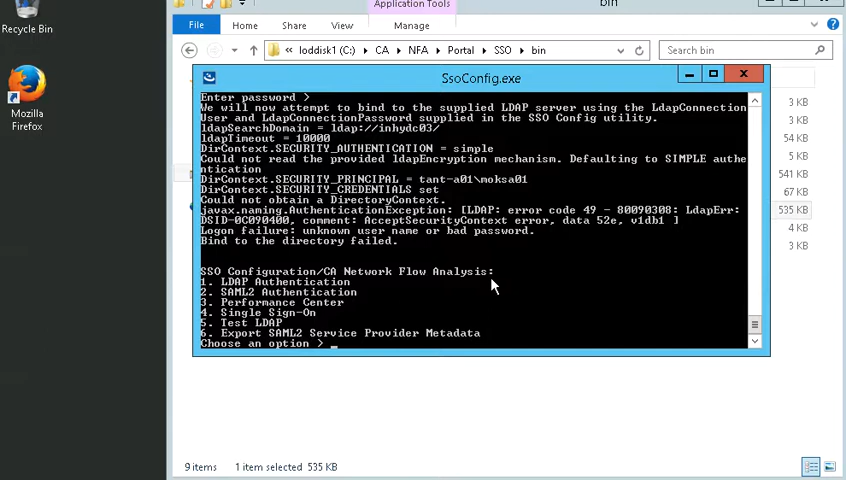 Recycle Bin
Mozilla
Firefox
Application Tools
bin
File
Home
Share
View
Manage
« loddisk1 (C:) ▸ CA ▸ NFA ▸ Portal ▸ SSO ▸ bin
Search bin
SsoConfig.exe
Enter password >
We will now attempt to bind to the supplied LDAP server using the LdapConnection
User and LdapConnectionPassword supplied in the SSO Config utility.
ldapSearchDomain = ldap://inhydc03/
ldapTimeout = 10000
DirContext.SECURITY_AUTHENTICATION = simple
Could not read the provided ldapEncryption mechanism. Defaulting to SIMPLE authe
ntication
DirContext.SECURITY_PRINCIPAL = tant-a01\moksa01
DirContext.SECURITY_CREDENTIALS set
Could not obtain a DirectoryContext.
javax.naming.AuthenticationException: [LDAP: error code 49 - 80090308: LdapErr:
DSID-0C090400, comment: AcceptSecurityContext error, data 52e, v1db1 ]
Logon failure: unknown user name or bad password.
Bind to the directory failed.
SSO Configuration/CA Network Flow Analysis:
1. LDAP Authentication
2. SAML2 Authentication
3. Performance Center
4. Single Sign-On
5. Test LDAP
6. Export SAML2 Service Provider Metadata
Choose an option > _
3 KB
3 KB
54 KB
5 KB
541 KB
67 KB
535 KB
4 KB
3 KB
9 items
1 item selected 535 KB